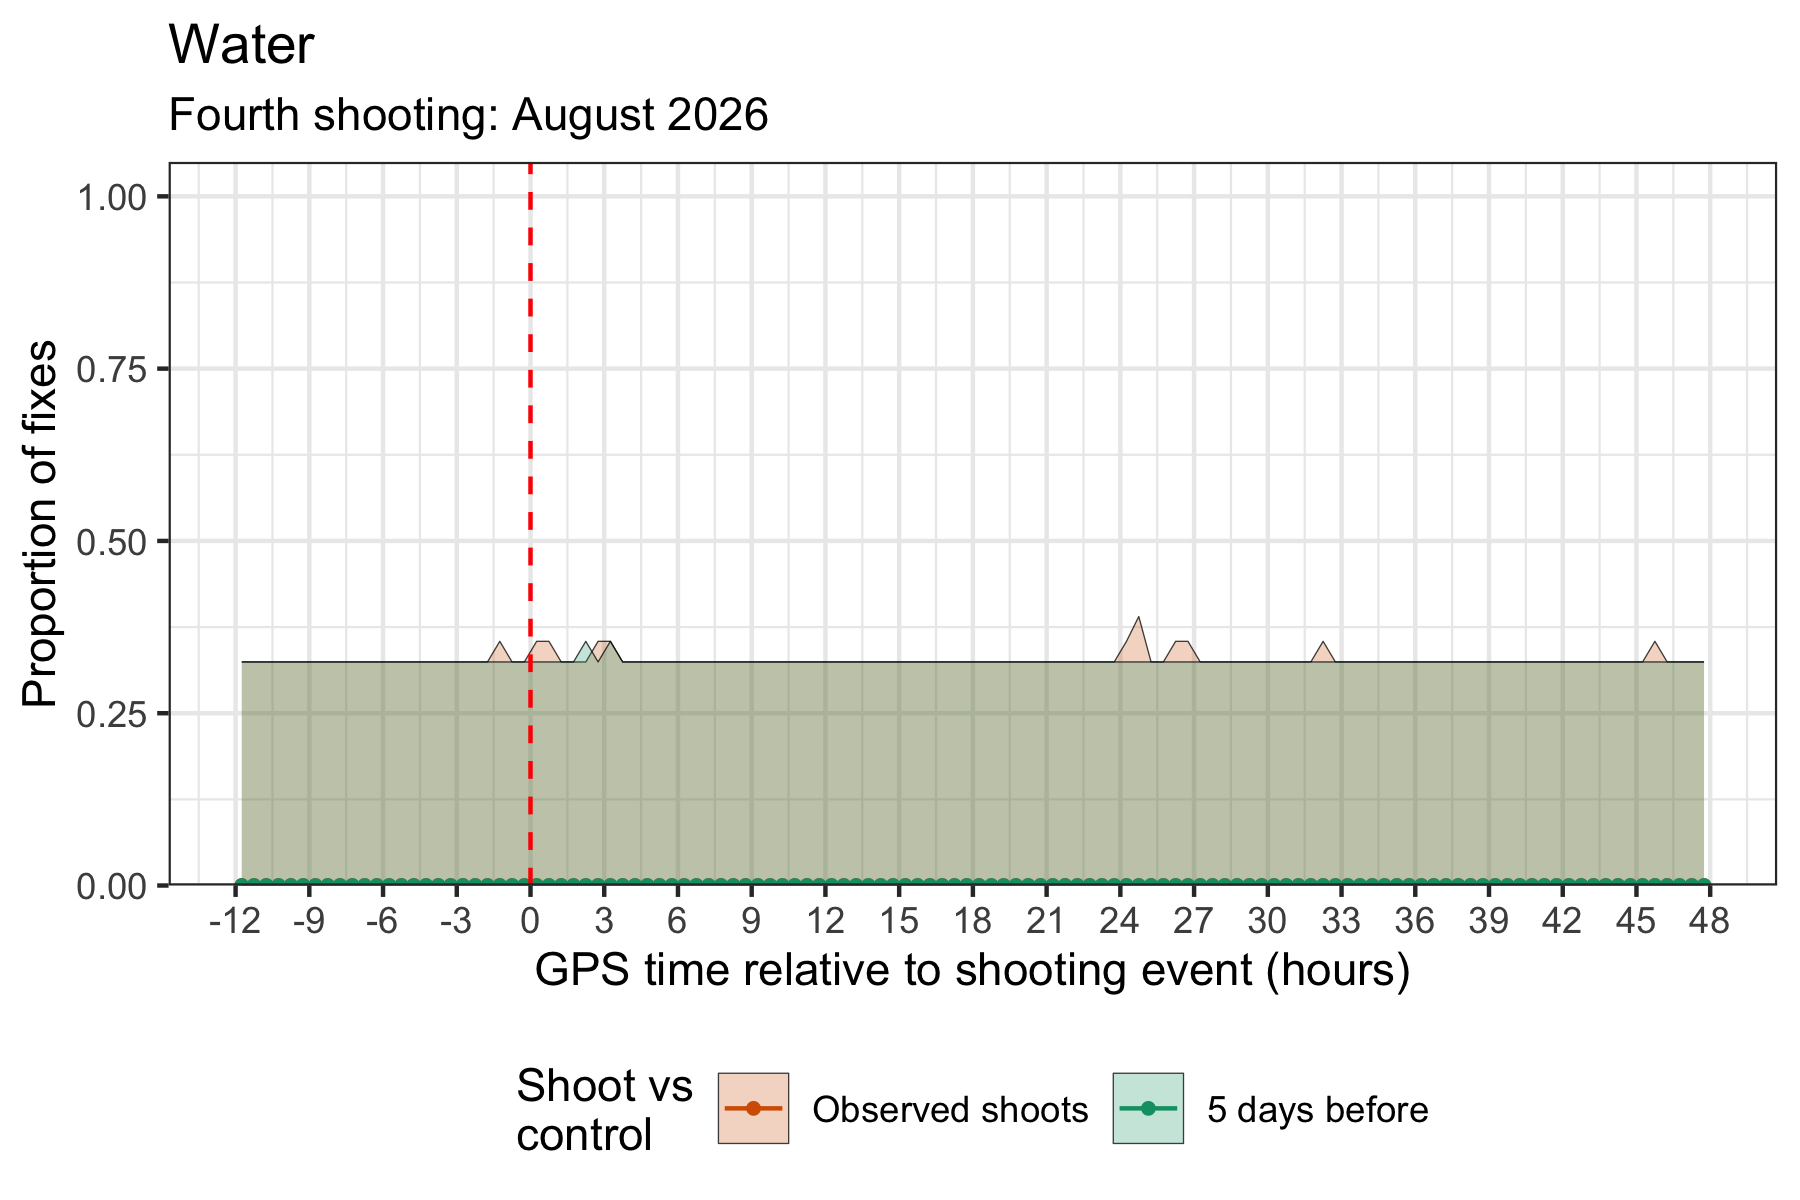 Water
Fourth shooting: August 2026
Proportion of fixes
1.00
0.75
0.50
0.25
0.00
-12 -9 -6 -3 0 3 6 9 12 15 18 21 24 27 30 33 36 39 42 45 48
GPS time relative to shooting event (hours)
Shoot vs
control
Observed shoots
5 days before